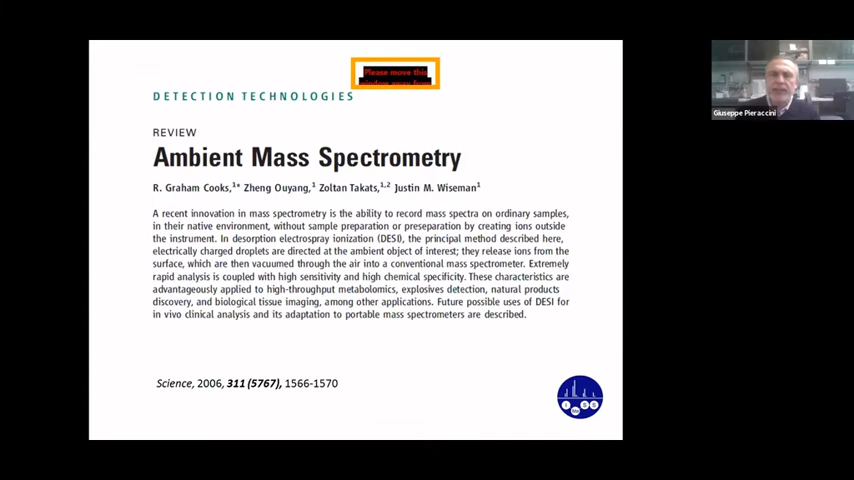 Please move this
window away from
DETECTION TECHNOLOGIES
REVIEW
Ambient Mass Spectrometry
R. Graham Cooks,1* Zheng Ouyang,1 Zoltan Takats,1,2 Justin M. Wiseman1
A recent innovation in mass spectrometry is the ability to record mass spectra on ordinary samples,
in their native environment, without sample preparation or preseparation by creating ions outside
the instrument. In desorption electrospray ionization (DESI), the principal method described here,
electrically charged droplets are directed at the ambient object of interest; they release ions from the
surface, which are then vacuumed through the air into a conventional mass spectrometer. Extremely
rapid analysis is coupled with high sensitivity and high chemical specificity. These characteristics are
advantageously applied to high-throughput metabolomics, explosives detection, natural products
discovery, and biological tissue imaging, among other applications. Future possible uses of DESI for
in vivo clinical analysis and its adaptation to portable mass spectrometers are described.
Science, 2006, 311 (5767), 1566-1570
Giuseppe Pieraccini